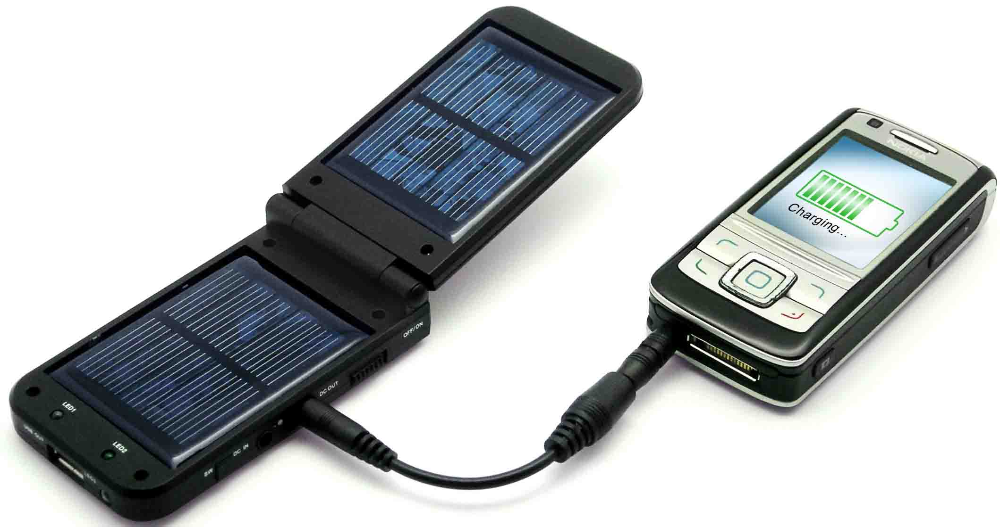 NOKIA
Charging...
OFF/ON
DC OUT
LED1
LED2
DC IN
SW